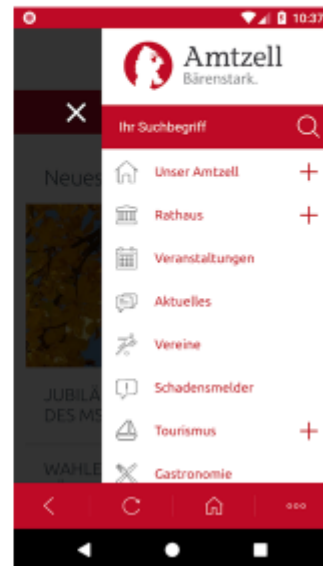 10:37
Amtzell
Bärenstark.
Ihr Suchbegriff
Neues
Unser Amtzell
Rathaus
Veranstaltungen
Aktuelles
Vereine
Schadensmelder
JUBILÄ
DES MS
Tourismus
WAHLE
Gastronomie